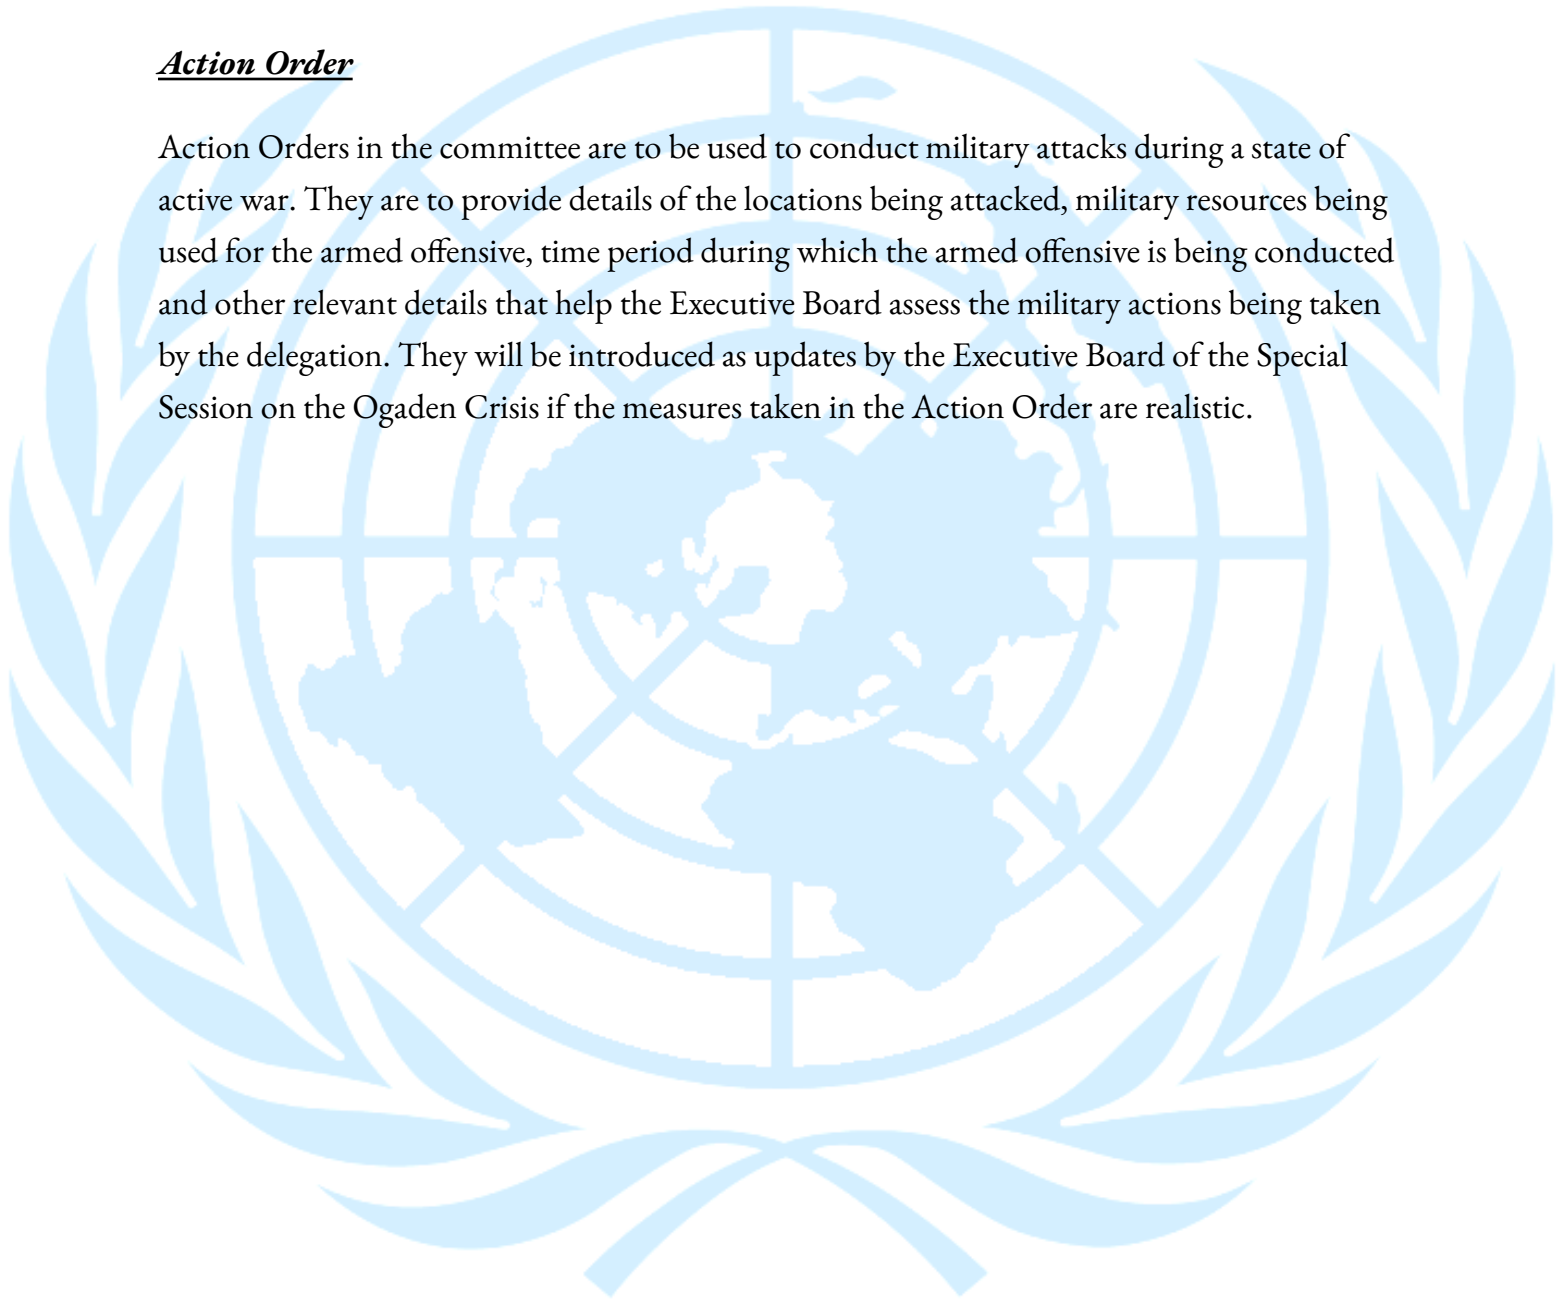 Action Order
Action Orders in the committee are to be used to conduct military attacks during a state of
active war. They are to provide details of the locations being attacked, military resources being
used for the armed offensive, time period during which the armed offensive is being conducted
and other relevant details that help the Executive Board assess the military actions being taken
by the delegation. They will be introduced as updates by the Executive Board of the Special
Session on the Ogaden Crisis if the measures taken in the Action Order are realistic.